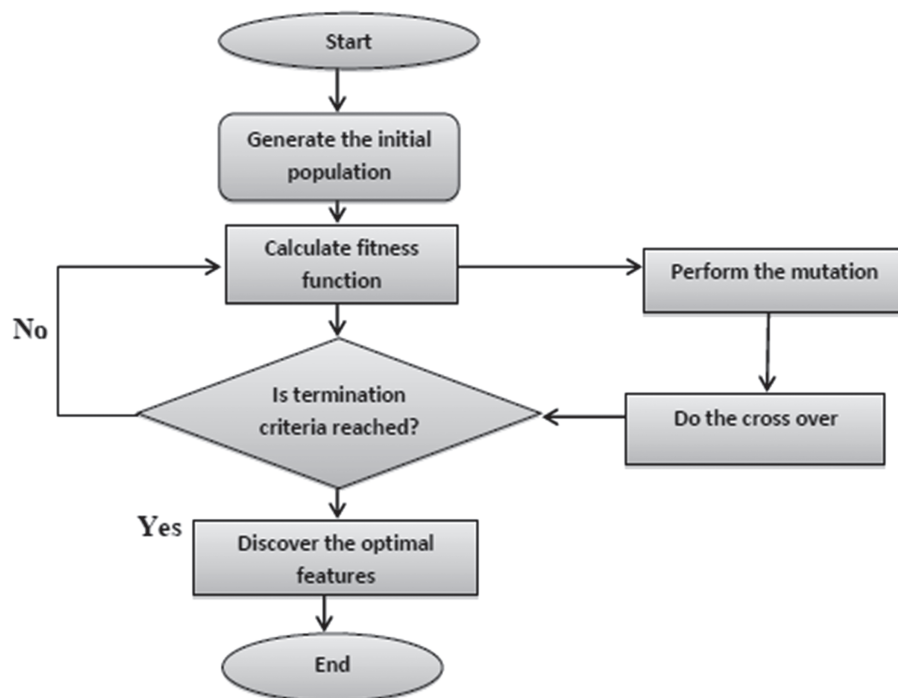 Start
Generate the initial
population
Calculate fitness
function
Perform the mutation
No
Is termination
criteria reached?
Do the cross over
Yes
Discover the optimal
features
End